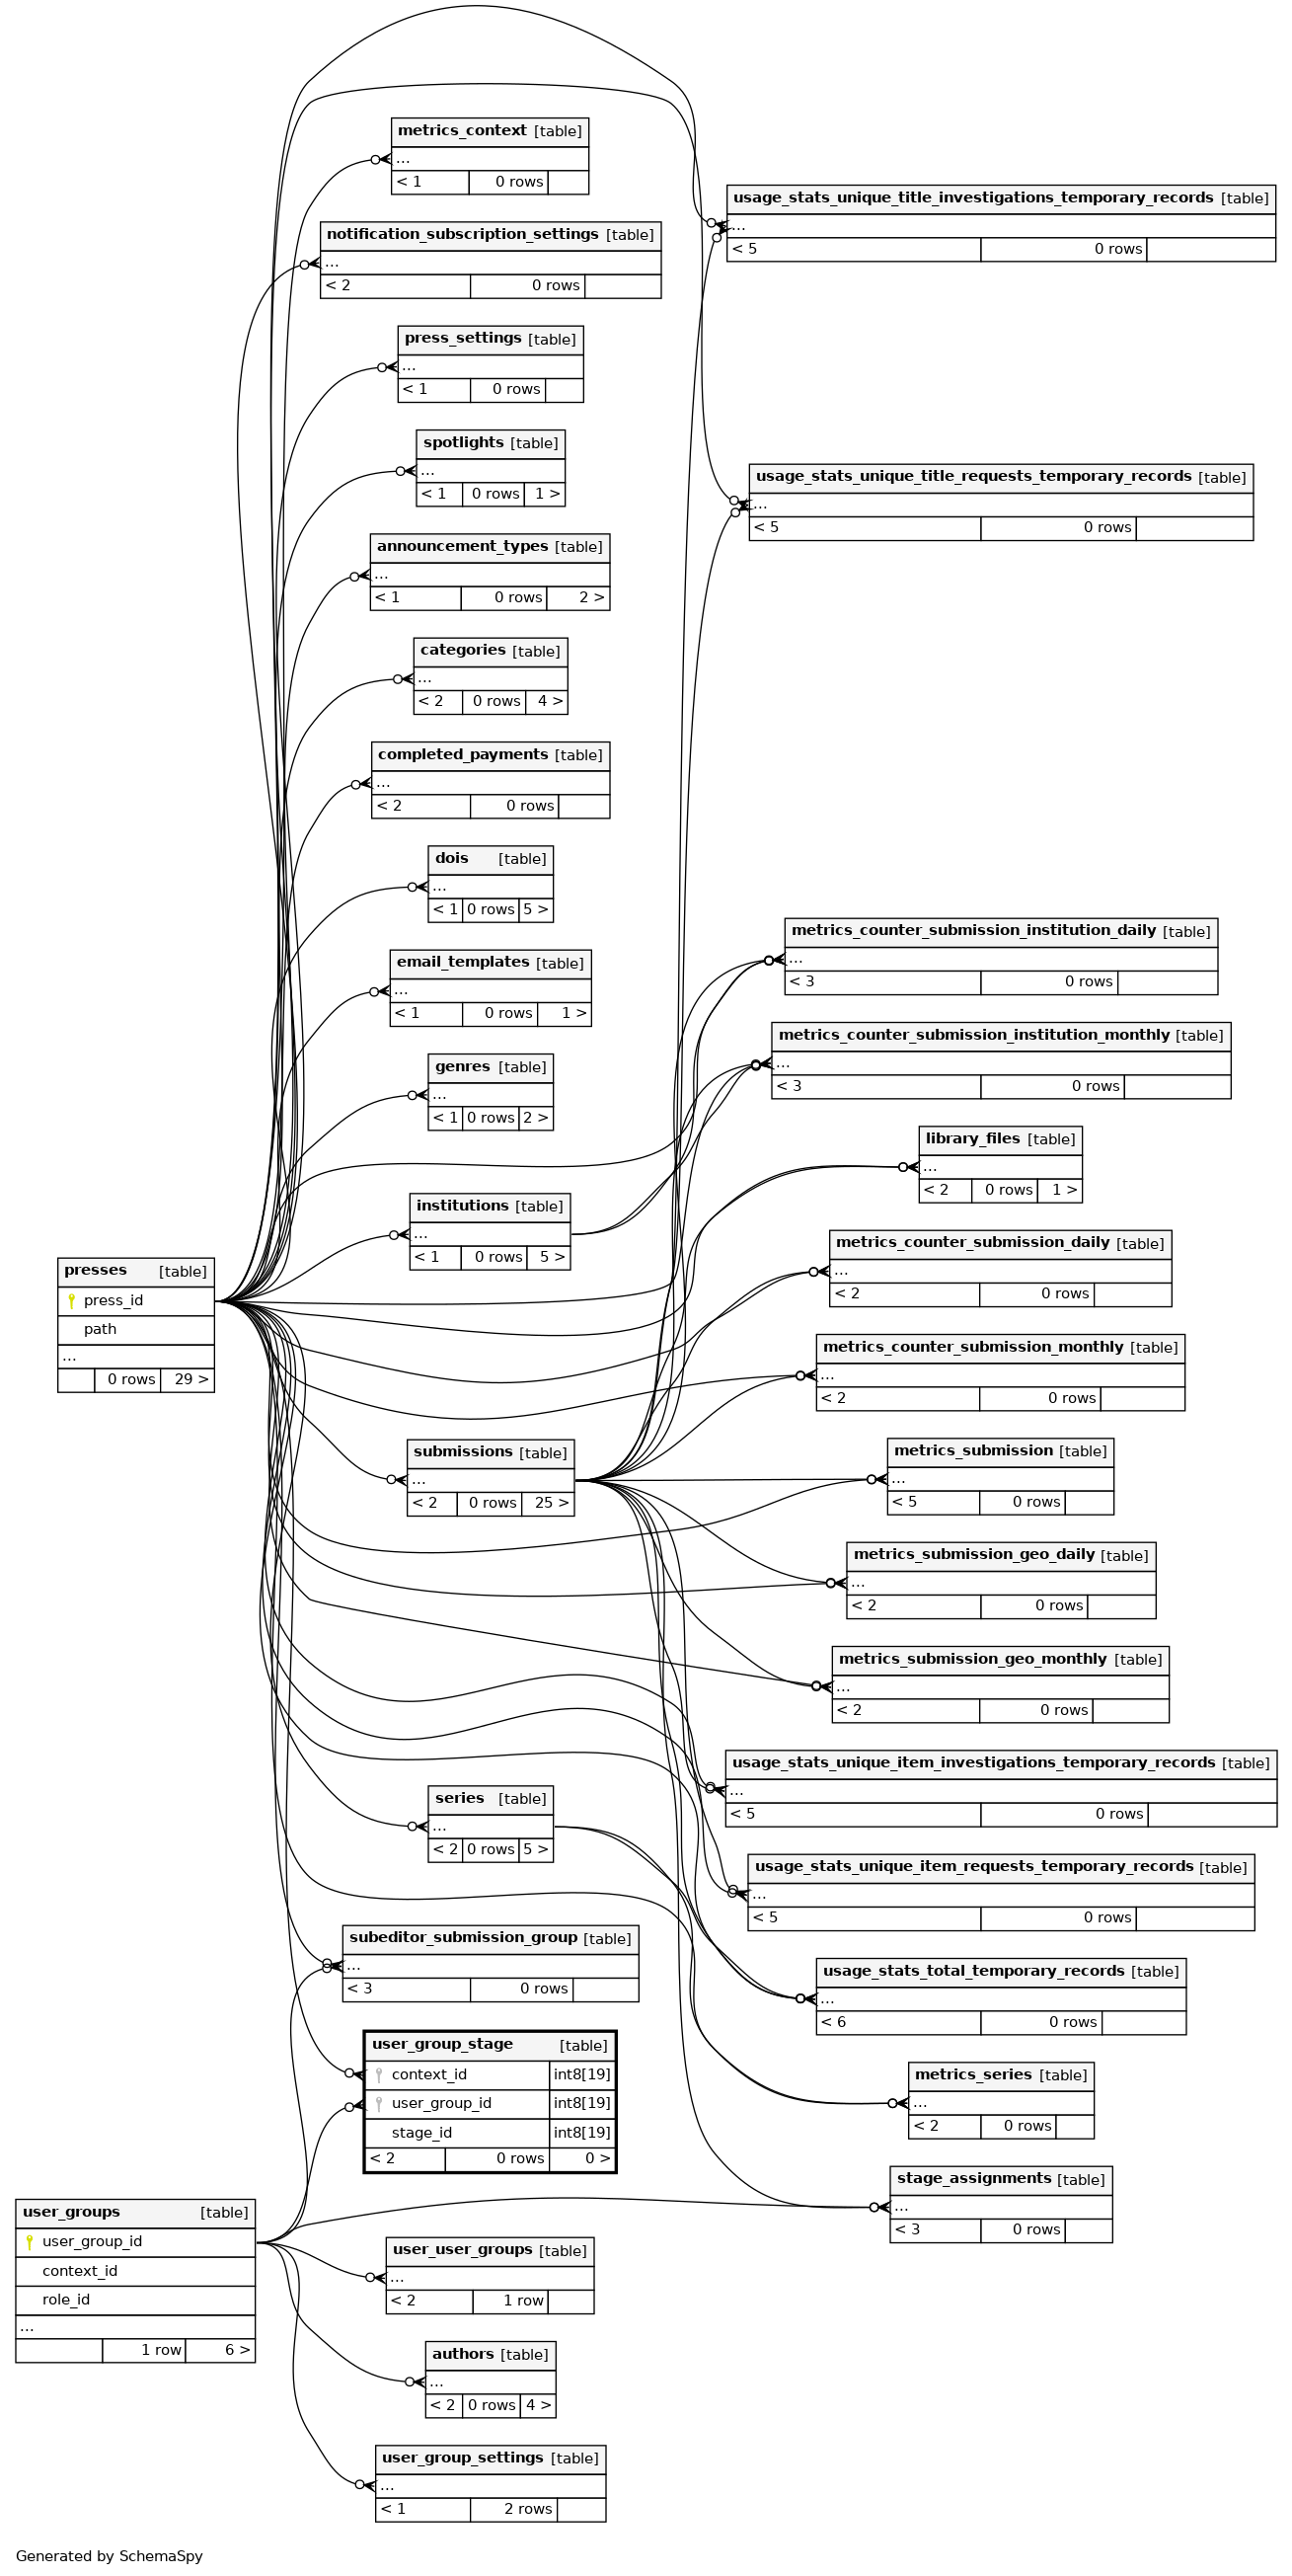 metrics_context [table]
...
< 1 0 rows
notification_subscription_settings [table]
...
< 2 0 rows
press_settings [table]
...
< 1 0 rows
spotlights [table]
...
< 1 0 rows 1 >
announcement_types [table]
...
< 1 0 rows 2 >
categories [table]
...
< 2 0 rows 4 >
completed_payments [table]
...
< 2 0 rows
dois [table]
...
< 1 0 rows 5 >
email_templates [table]
...
< 1 0 rows 1 >
genres [table]
...
< 1 0 rows 2 >
institutions [table]
...
< 1 0 rows 5 >
presses [table]
press_id
path
...
0 rows 29 >
submissions [table]
...
< 2 0 rows 25 >
series [table]
...
< 2 0 rows 5 >
subeditor_submission_group [table]
...
< 3 0 rows
user_group_stage [table]
context_id int8[19]
user_group_id int8[19]
stage_id int8[19]
< 2 0 rows 0 >
user_groups [table]
user_group_id
context_id
role_id
...
1 row 6 >
user_user_groups [table]
...
< 2 1 row
authors [table]
...
< 2 0 rows 4 >
user_group_settings [table]
...
< 1 2 rows
usage_stats_unique_title_investigations_temporary_records [table]
...
< 5 0 rows
usage_stats_unique_title_requests_temporary_records [table]
...
< 5 0 rows
metrics_counter_submission_institution_daily [table]
...
< 3 0 rows
metrics_counter_submission_institution_monthly [table]
...
< 3 0 rows
library_files [table]
...
< 2 0 rows 1 >
metrics_counter_submission_daily [table]
...
< 2 0 rows
metrics_counter_submission_monthly [table]
...
< 2 0 rows
metrics_submission [table]
...
< 5 0 rows
metrics_submission_geo_daily [table]
...
< 2 0 rows
metrics_submission_geo_monthly [table]
...
< 2 0 rows
usage_stats_unique_item_investigations_temporary_records [table]
...
< 5 0 rows
usage_stats_unique_item_requests_temporary_records [table]
...
< 5 0 rows
usage_stats_total_temporary_records [table]
...
< 6 0 rows
metrics_series [table]
...
< 2 0 rows
stage_assignments [table]
...
< 3 0 rows
Generated by SchemaSpy